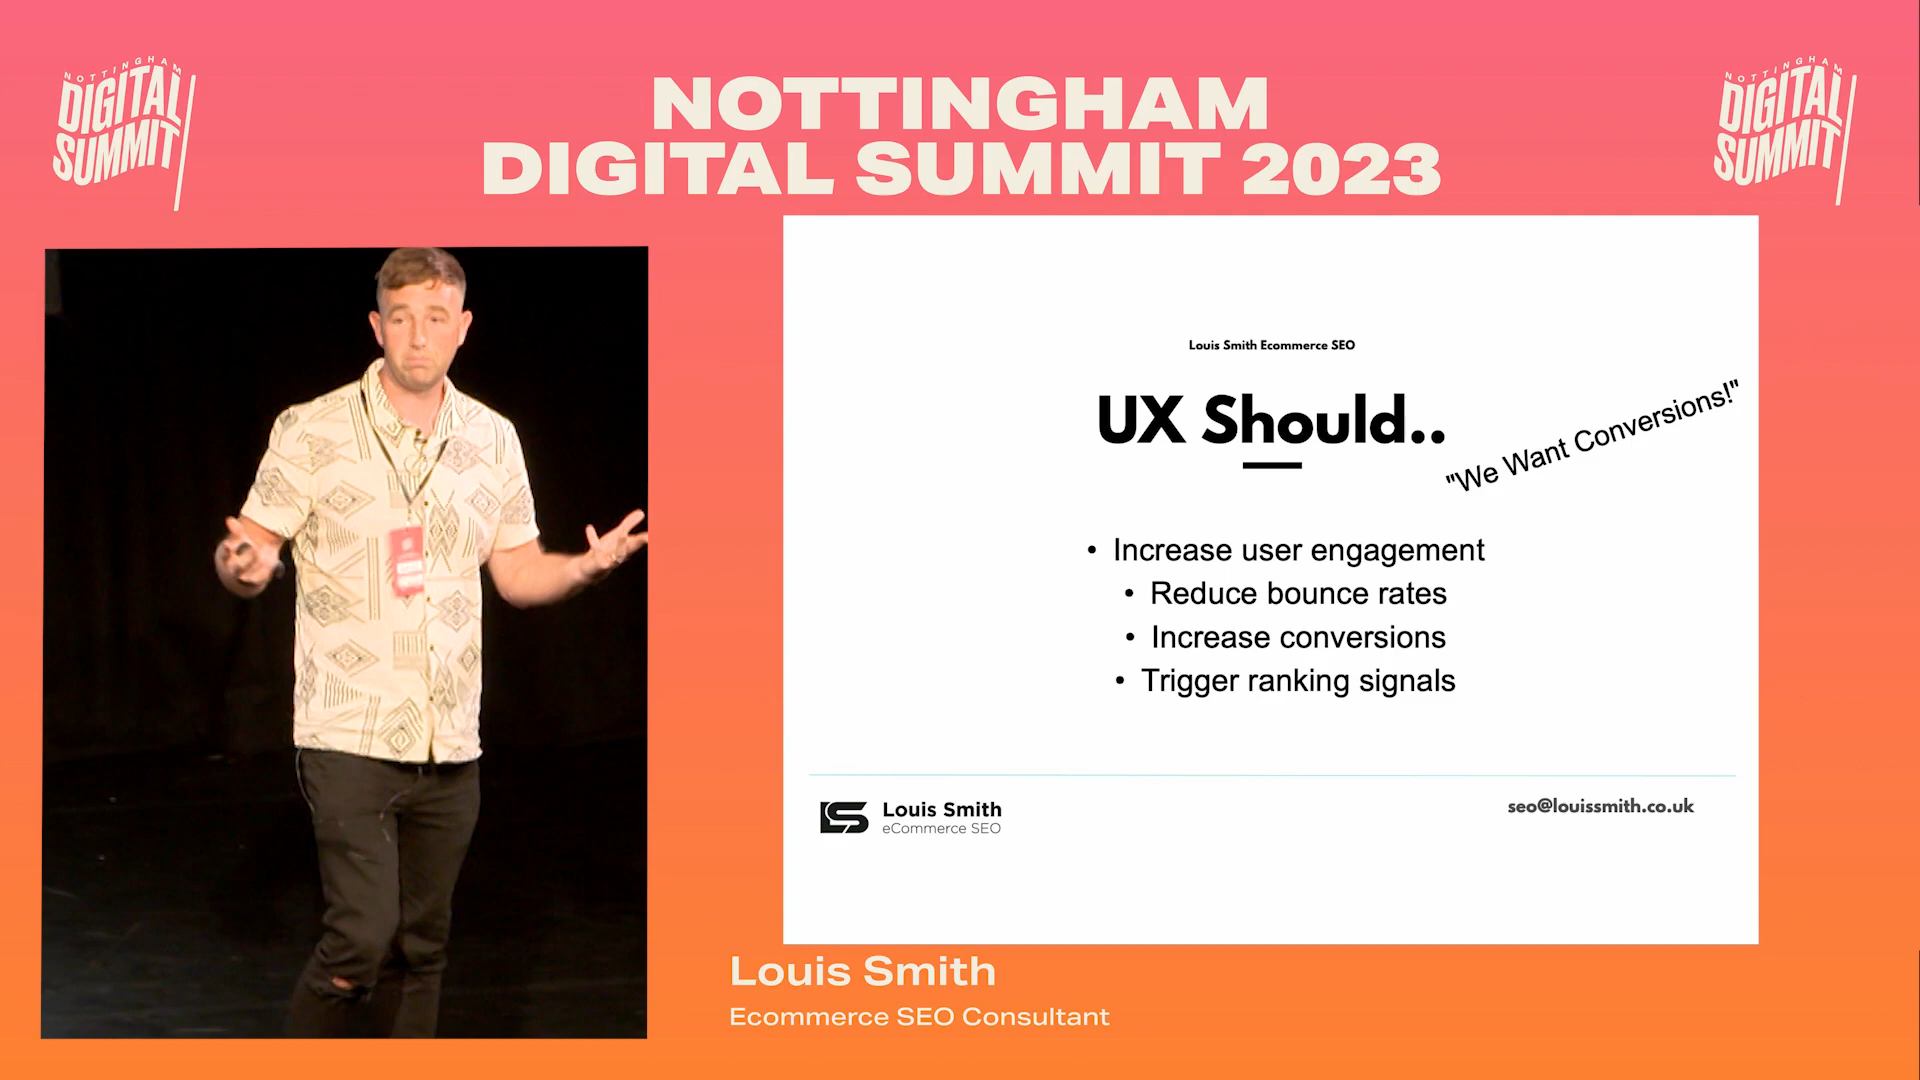 NOTTINGHAM
DIGITAL
SUMMIT
NOTTINGHAM
DIGITAL SUMMIT 2023
NOTTINGHAM
DIGITAL
SUMMIT
Louis Smith Ecommerce SEO
UX Should..
"We Want Conversions!"
• Increase user engagement
• Reduce bounce rates
• Increase conversions
• Trigger ranking signals
LS
Louis Smith
eCommerce SEO
seo@louissmith.co.uk
Louis Smith
Ecommerce SEO Consultant